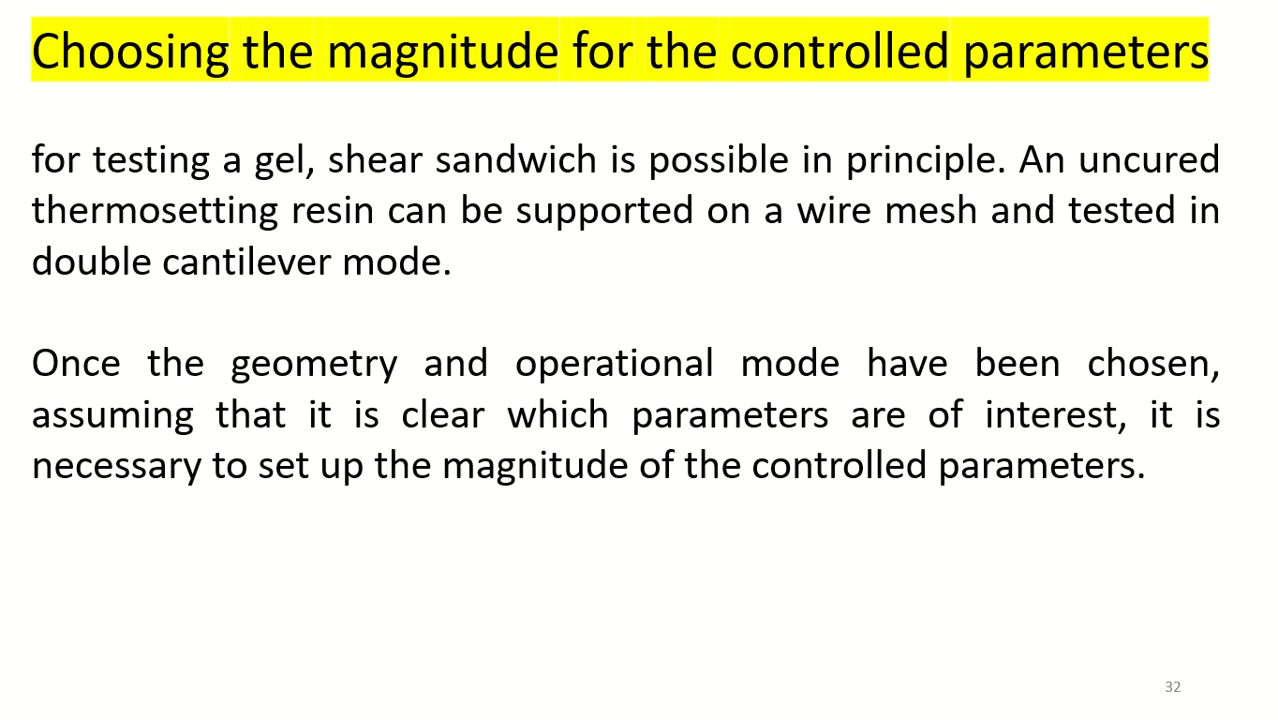 Choosing the magnitude for the controlled parameters
for testing a gel, shear sandwich is possible in principle. An uncured
thermosetting resin can be supported on a wire mesh and tested in
double cantilever mode.
Once the geometry and operational mode have been chosen,
assuming that it is clear which parameters are of interest, it is
necessary to set up the magnitude of the controlled parameters.
32